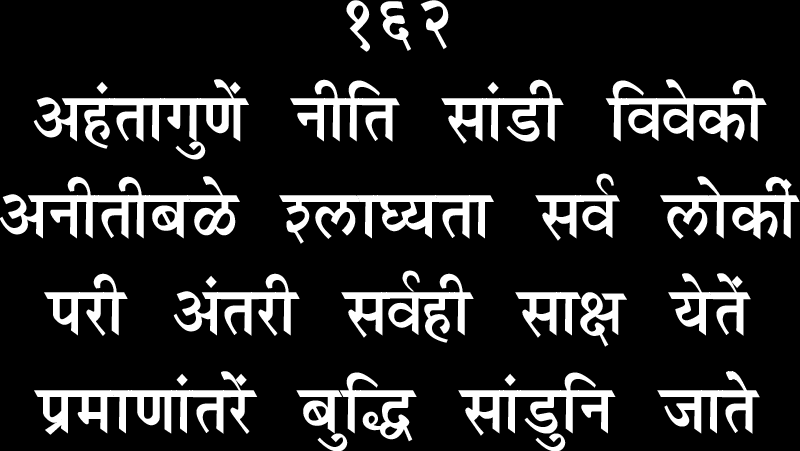 १६२
अहंतागुणें नीति सांडी विवेकी
अनीतीबळे श्लाघ्यता सर्व लोकीं
परी अंतरी सर्वही साक्ष येतें
प्रमाणांतरें बुद्धि सांडुनि जाते